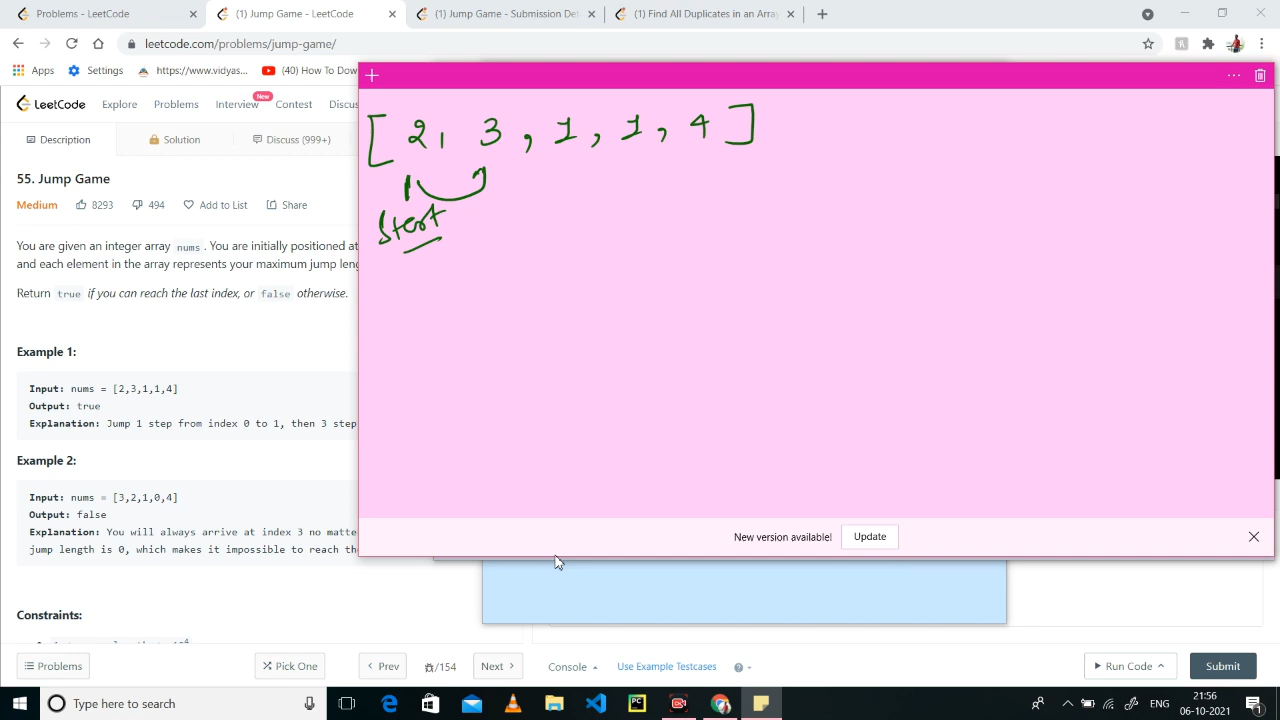 Problems - LeetCode
(1) Jump Game - LeetCode
(1) Jump Game - Submission Det
(1) Find All Duplicates in an Array
leetcode.com/problems/jump-game/
Apps
Settings
https://www.vidyas...
(40) How To Dow
LeetCode
Explore
Problems
Interview
New
Contest
Discus
Description
Solution
Discuss (999+)
55. Jump Game
Medium
8293
494
Add to List
Share
You are given an integer array nums. You are initially positioned at
and each element in the array represents your maximum jump leng
Return true if you can reach the last index, or false otherwise.
Example 1:
Input: nums = [2,3,1,1,4]
Output: true
Explanation: Jump 1 step from index 0 to 1, then 3 step
Example 2:
Input: nums = [3,2,1,0,4]
Output: false
Explanation: You will always arrive at index 3 no matte
jump length is 0, which makes it impossible to reach the
Constraints:
[ 2, 3, 1, 1, 4 ]
Start
New version available!
Update
Problems
Pick One
Prev
/154
Next
Console
Use Example Testcases
Run Code
Submit
Type here to search
ENG
21:56
06-10-2021
1